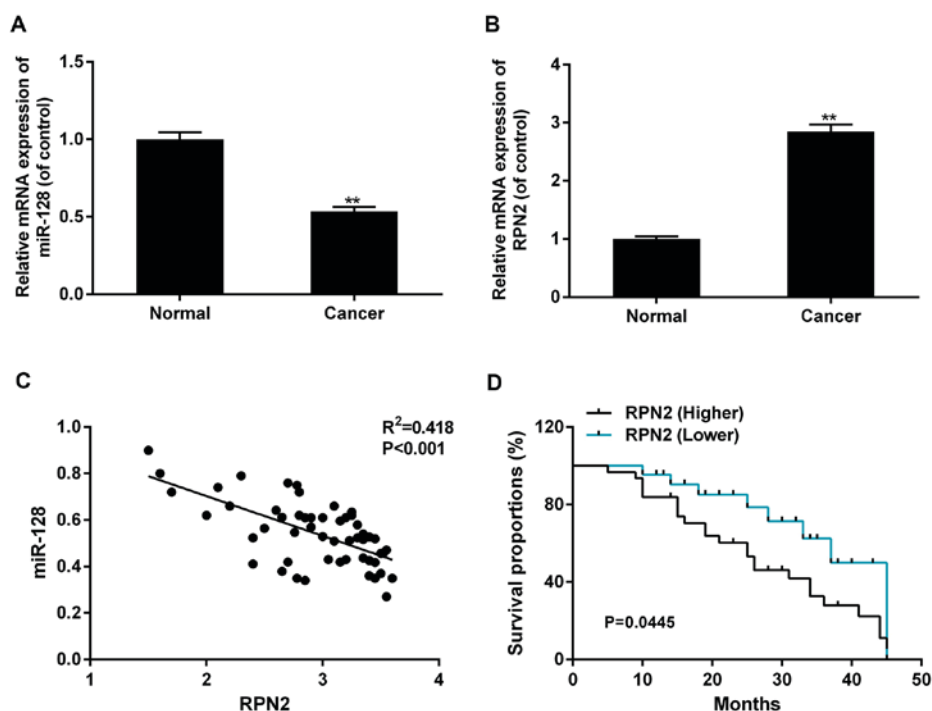 A
Relative mRNA expression of
miR-128 (of control)
1.5
1.0
0.5
0.0
**
Normal
Cancer
B
Relative mRNA expression of
RPN2 (of control)
4
3
2
1
0
**
Normal
Cancer
C
miR-128
1.0
0.8
0.6
0.4
0.2
0.0
R²=0.418
P<0.001
1
2
3
4
RPN2
D
RPN2 (Higher)
RPN2 (Lower)
Survival proportions (%)
120
80
40
0
P=0.0445
0
10
20
30
40
50
Months